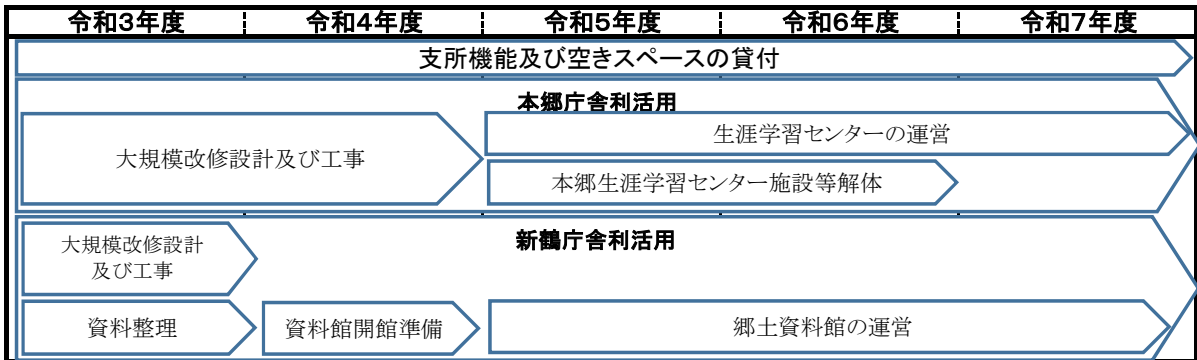 令和3年度 令和4年度 令和5年度 令和6年度 令和7年度
支所機能及び空きスペースの貸付
本郷庁舎利活用
大規模改修設計及び工事
生涯学習センターの運営
本郷生涯学習センター施設等解体
新鶴庁舎利活用
大規模改修設計
及び工事
資料整理
資料館開館準備
郷土資料館の運営